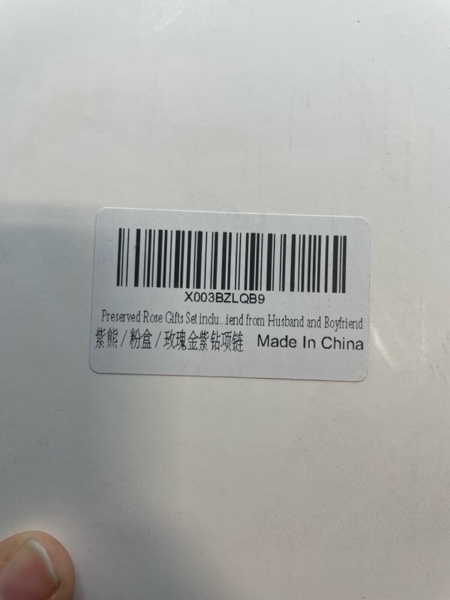 X003BZLQB9
Preserved Rose Gifts Set indu...iend from Husband and Boyfriend
紫熊/粉盒/玫瑰金紫钻项链 Made In China